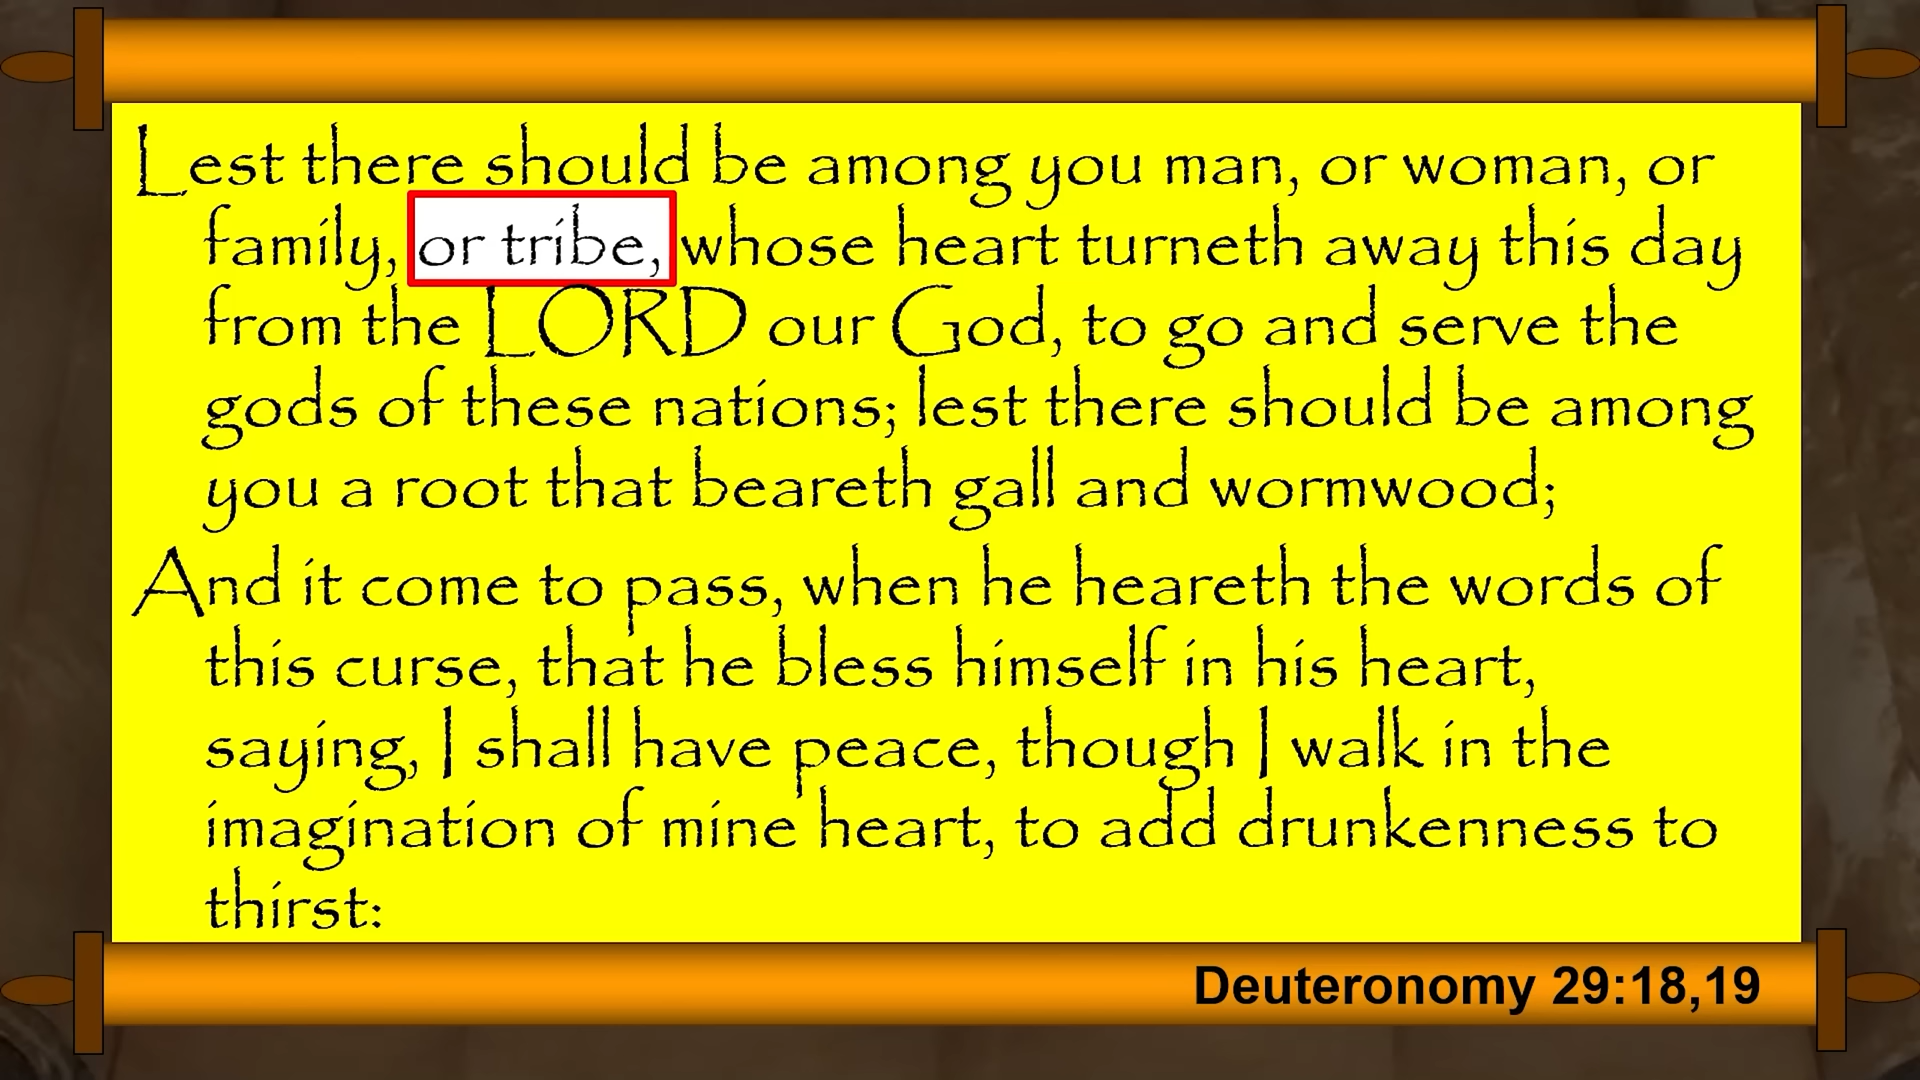 Lest there should be among you man, or woman, or
family, or tribe, whose heart turneth away this day
from the LORD our God, to go and serve the
gods of these nations; lest there should be among
you a root that beareth gall and wormwood;
And it come to pass, when he heareth the words of
this curse, that he bless himself in his heart,
saying, I shall have peace, though I walk in the
imagination of mine heart, to add drunkenness to
thirst:
Deuteronomy 29:18,19